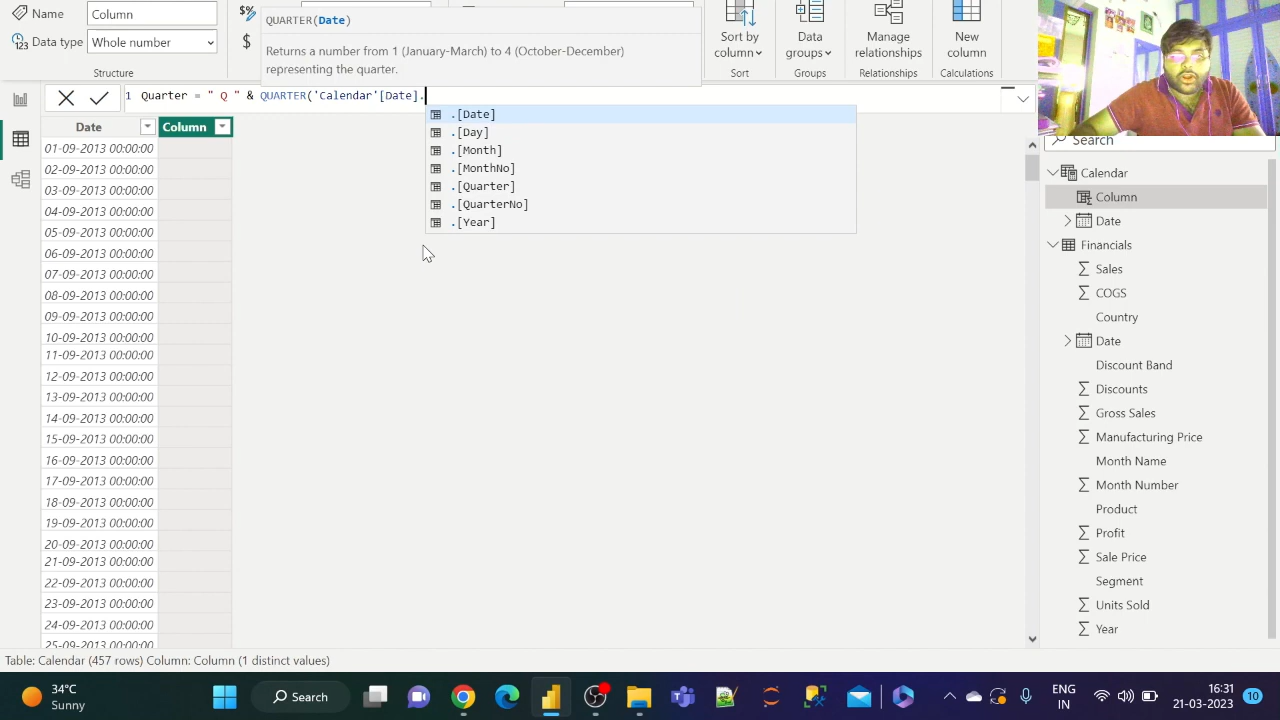 Name
Column
Data type
Whole number
Structure
$%
$
QUARTER(Date)
Returns a number from 1 (January-March) to 4 (October-December)
representing the quarter.
Sort by
column
Sort
Data
groups
Groups
Manage
relationships
Relationships
New
column
Calculations
1 Quarter = " Q " & QUARTER('Calendar'[Date].
.[Date]
.[Day]
.[Month]
.[MonthNo]
.[Quarter]
.[QuarterNo]
.[Year]
Date
Column
01-09-2013 00:00:00
02-09-2013 00:00:00
03-09-2013 00:00:00
04-09-2013 00:00:00
05-09-2013 00:00:00
06-09-2013 00:00:00
07-09-2013 00:00:00
08-09-2013 00:00:00
09-09-2013 00:00:00
10-09-2013 00:00:00
11-09-2013 00:00:00
12-09-2013 00:00:00
13-09-2013 00:00:00
14-09-2013 00:00:00
15-09-2013 00:00:00
16-09-2013 00:00:00
17-09-2013 00:00:00
18-09-2013 00:00:00
19-09-2013 00:00:00
20-09-2013 00:00:00
21-09-2013 00:00:00
22-09-2013 00:00:00
23-09-2013 00:00:00
24-09-2013 00:00:00
25-09-2013 00:00:00
Search
Calendar
Column
Date
Financials
Sales
COGS
Country
Date
Discount Band
Discounts
Gross Sales
Manufacturing Price
Month Name
Month Number
Product
Profit
Sale Price
Segment
Units Sold
Year
Table: Calendar (457 rows) Column: Column (1 distinct values)
34°C
Sunny
Search
ENG
IN
16:31
21-03-2023
10